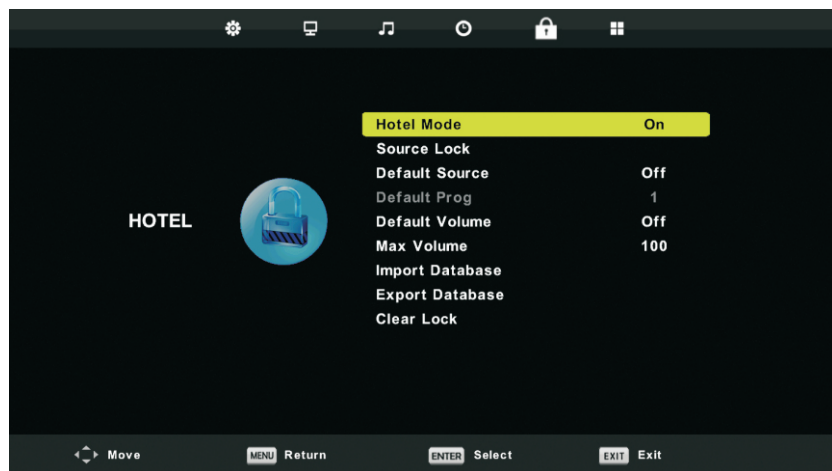 Hotel Mode On
Source Lock
Default Source Off
Default Prog 1
HOTEL
Default Volume Off
Max Volume 100
Import Database
Export Database
Clear Lock
Move MENU Return ENTER Select EXIT Exit